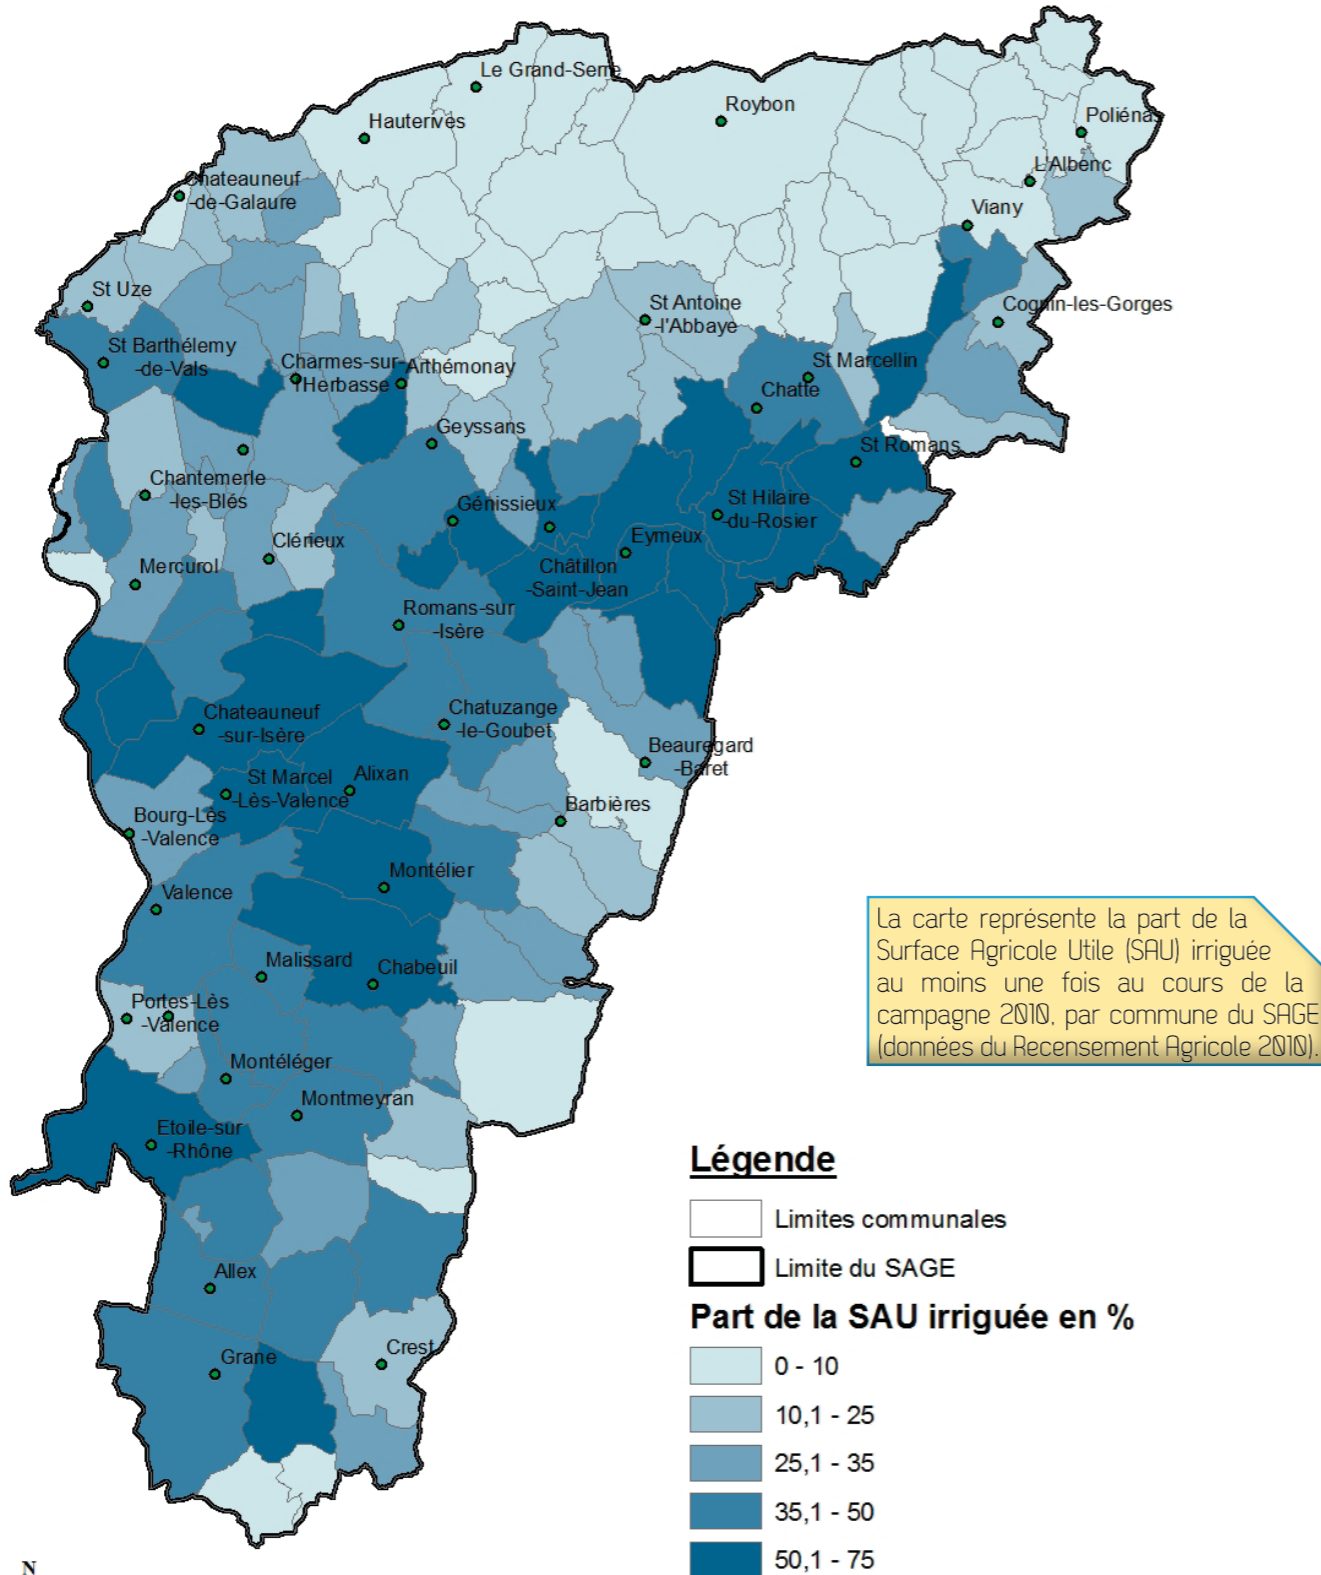 Le Grand-Serre
Roybon
Hauterives
Poliénas
L'Albenc
Chateauneuf
-de-Galaure
Viany
St Uze
St Antoine
-l'Abbaye
Cognin-les-Gorges
St Barthélemy
-de-Vals
Charmes-sur-
l'Herbasse
Arthémonay
St Marcellin
Chatte
Geyssans
St Romans
Chantemerle
-les-Blés
Génissieux
St Hilaire
-du-Rosier
Clérieux
Eymeux
Mercurol
Châtillon
-Saint-Jean
Romans-sur
-Isère
Chateauneuf
-sur-Isère
Chatuzange
-le-Goubet
Beauregard
-Baret
St Marcel
-Lès-Valence
Alixan
Bourg-Lès
-Valence
Barbières
Montélier
Valence
Malissard
Chabeuil
Portes-Lès
-Valence
Montéléger
Montmeyran
Etoile-sur
-Rhône
Allex
Grane
Crest
La carte représente la part de la
Surface Agricole Utile (SAU) irriguée
au moins une fois au cours de la
campagne 2010, par commune du SAGE
(données du Recensement Agricole 2010).
Légende
Limites communales
Limite du SAGE
Part de la SAU irriguée en %
0 - 10
10,1 - 25
25,1 - 35
35,1 - 50
50,1 - 75
N